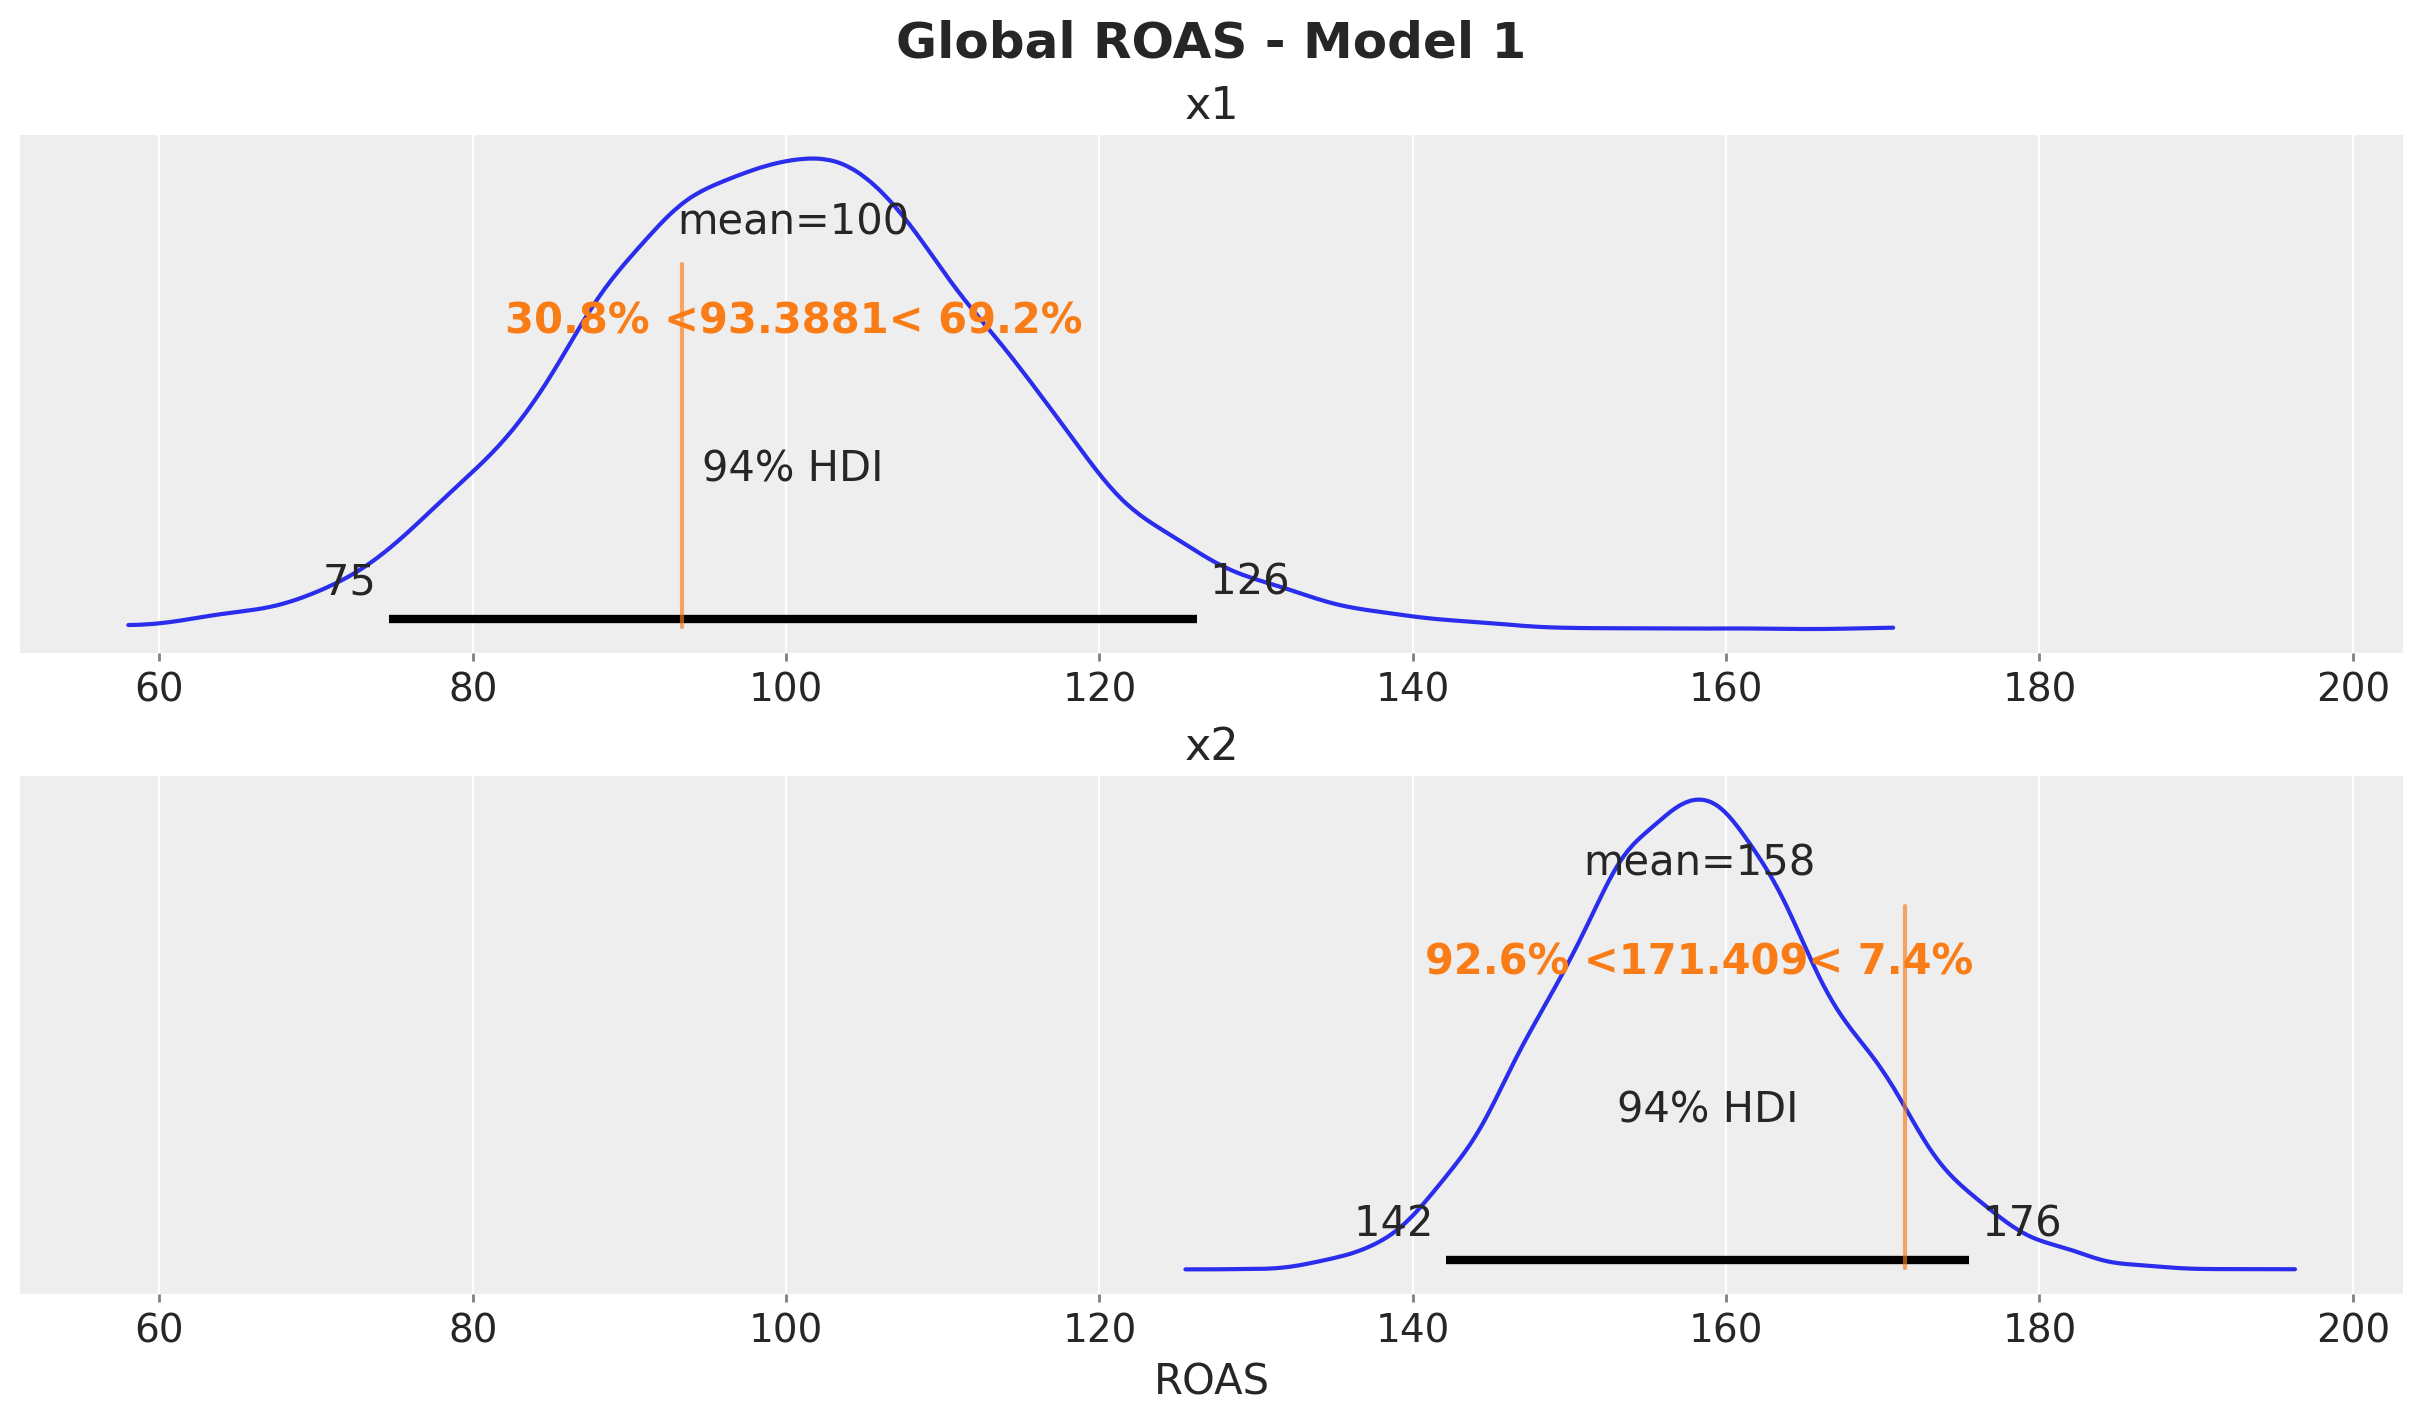 Global ROAS - Model 1
x1
mean=100
30.8% <93.3881< 69.2%
94% HDI
75
126
60 80 100 120 140 160 180 200
x2
mean=158
92.6% <171.409< 7.4%
94% HDI
142
176
60 80 100 120 140 160 180 200
ROAS